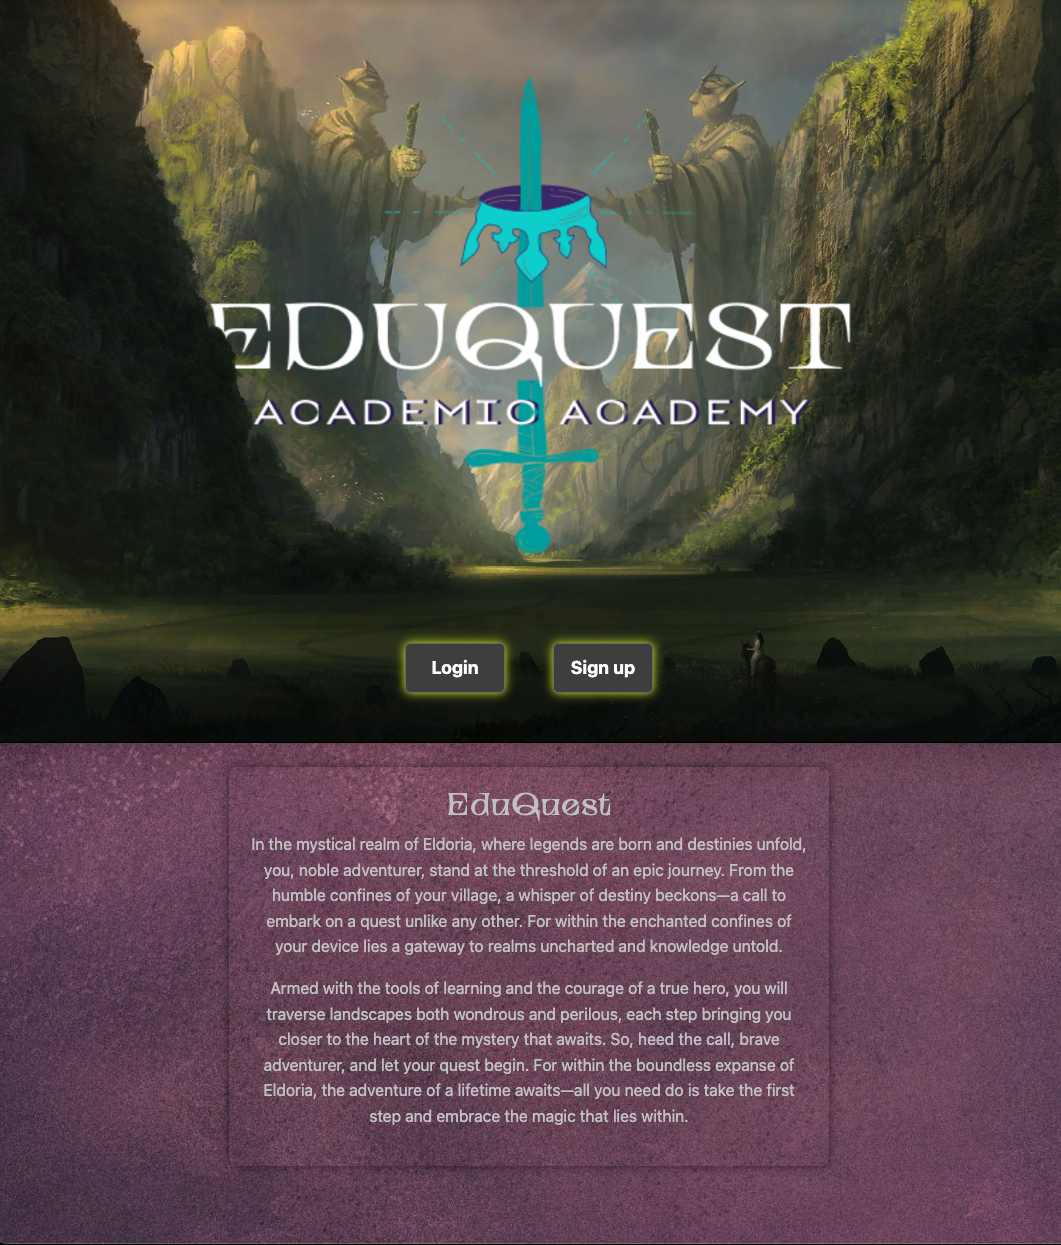 EDUQUEST
ACADEMIC ACADEMY
Login
Sign up
EduQuest
In the mystical realm of Eldoria, where legends are born and destinies unfold,
you, noble adventurer, stand at the threshold of an epic journey. From the
humble confines of your village, a whisper of destiny beckons—a call to
embark on a quest unlike any other. For within the enchanted confines of
your device lies a gateway to realms uncharted and knowledge untold.
Armed with the tools of learning and the courage of a true hero, you will
traverse landscapes both wondrous and perilous, each step bringing you
closer to the heart of the mystery that awaits. So, heed the call, brave
adventurer, and let your quest begin. For within the boundless expanse of
Eldoria, the adventure of a lifetime awaits—all you need do is take the first
step and embrace the magic that lies within.